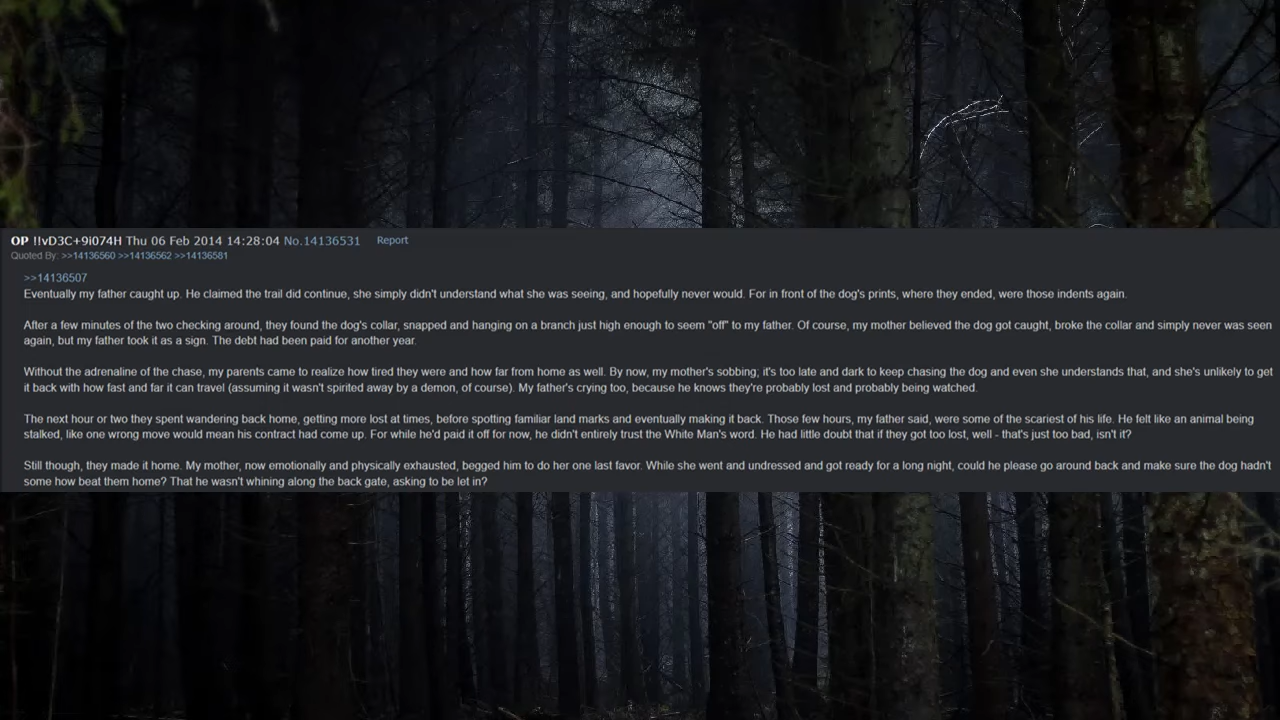 OP !!vD3C+9i074H Thu 06 Feb 2014 14:28:04 No.14136531 Report
Quoted By: >>14136560 >>14136562 >>14136581
>>14136507
Eventually my father caught up. He claimed the trail did continue, she simply didn't understand what she was seeing, and hopefully never would. For in front of the dog's prints, where they ended, were those indents again.
After a few minutes of the two checking around, they found the dog's collar, snapped and hanging on a branch just high enough to seem "off" to my father. Of course, my mother believed the dog got caught, broke the collar and simply never was seen
again, but my father took it as a sign. The debt had been paid for another year.
Without the adrenaline of the chase, my parents came to realize how tired they were and how far from home as well. By now, my mother's sobbing; it's too late and dark to keep chasing the dog and even she understands that, and she's unlikely to get
it back with how fast and far it can travel (assuming it wasn't spirited away by a demon, of course). My father's crying too, because he knows they're probably lost and probably being watched.
The next hour or two they spent wandering back home, getting more lost at times, before spotting familiar land marks and eventually making it back. Those few hours, my father said, were some of the scariest of his life. He felt like an animal being
stalked, like one wrong move would mean his contract had come up. For while he'd paid it off for now, he didn't entirely trust the White Man's word. He had little doubt that if they got too lost, well - that's just too bad, isn't it?
Still though, they made it home. My mother, now emotionally and physically exhausted, begged him to do her one last favor. While she went and undressed and got ready for a long night, could he please go around back and make sure the dog hadn't
some how beat them home? That he wasn't whining along the back gate, asking to be let in?